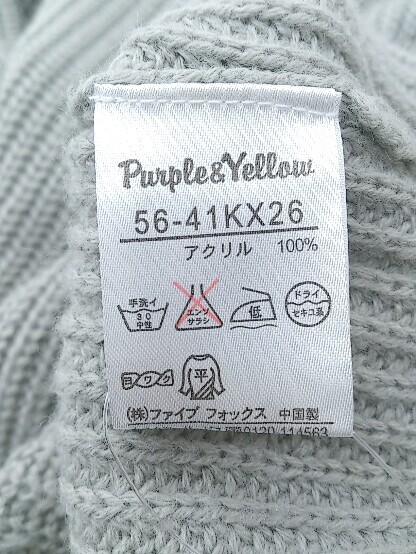 Purple&Yellow
56-41KX26
アクリル 100%
手洗イ
30
中性
エンソ
サラシ
低
ドライ
セキユ系
ヨワク
平
(株)ファイブ フォックス 中国製
0120 114563